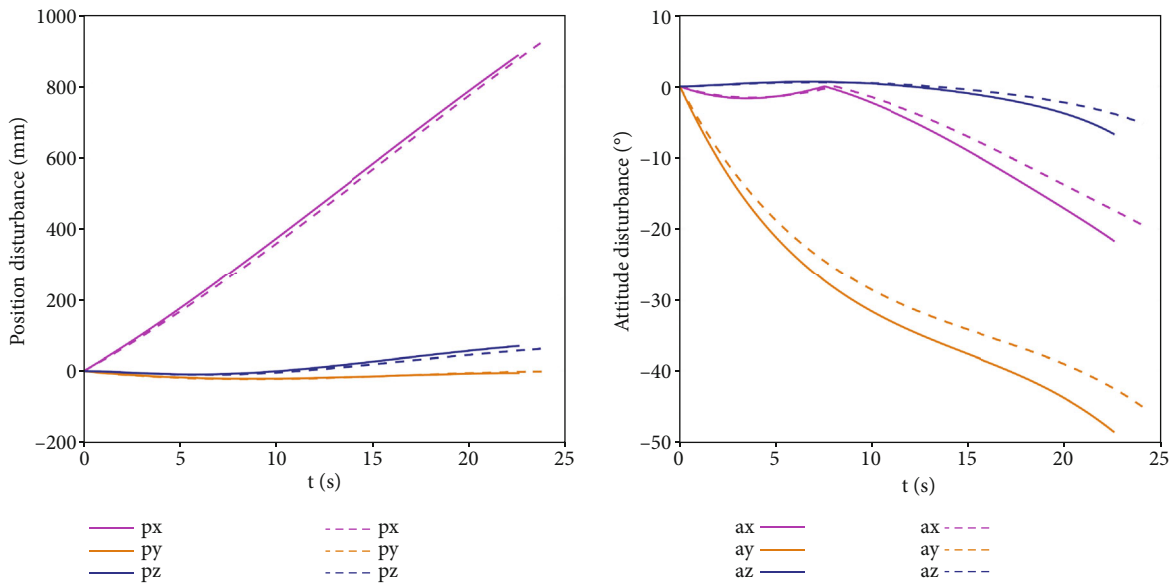 1000
800
600
400
200
0
−200
Position disturbance (mm)
0 5 10 15 20 25
t (s)
px px
py py
pz pz
10
0
−10
−20
−30
−40
−50
Attitude disturbance (°)
0 5 10 15 20 25
t (s)
ax ax
ay ay
az az